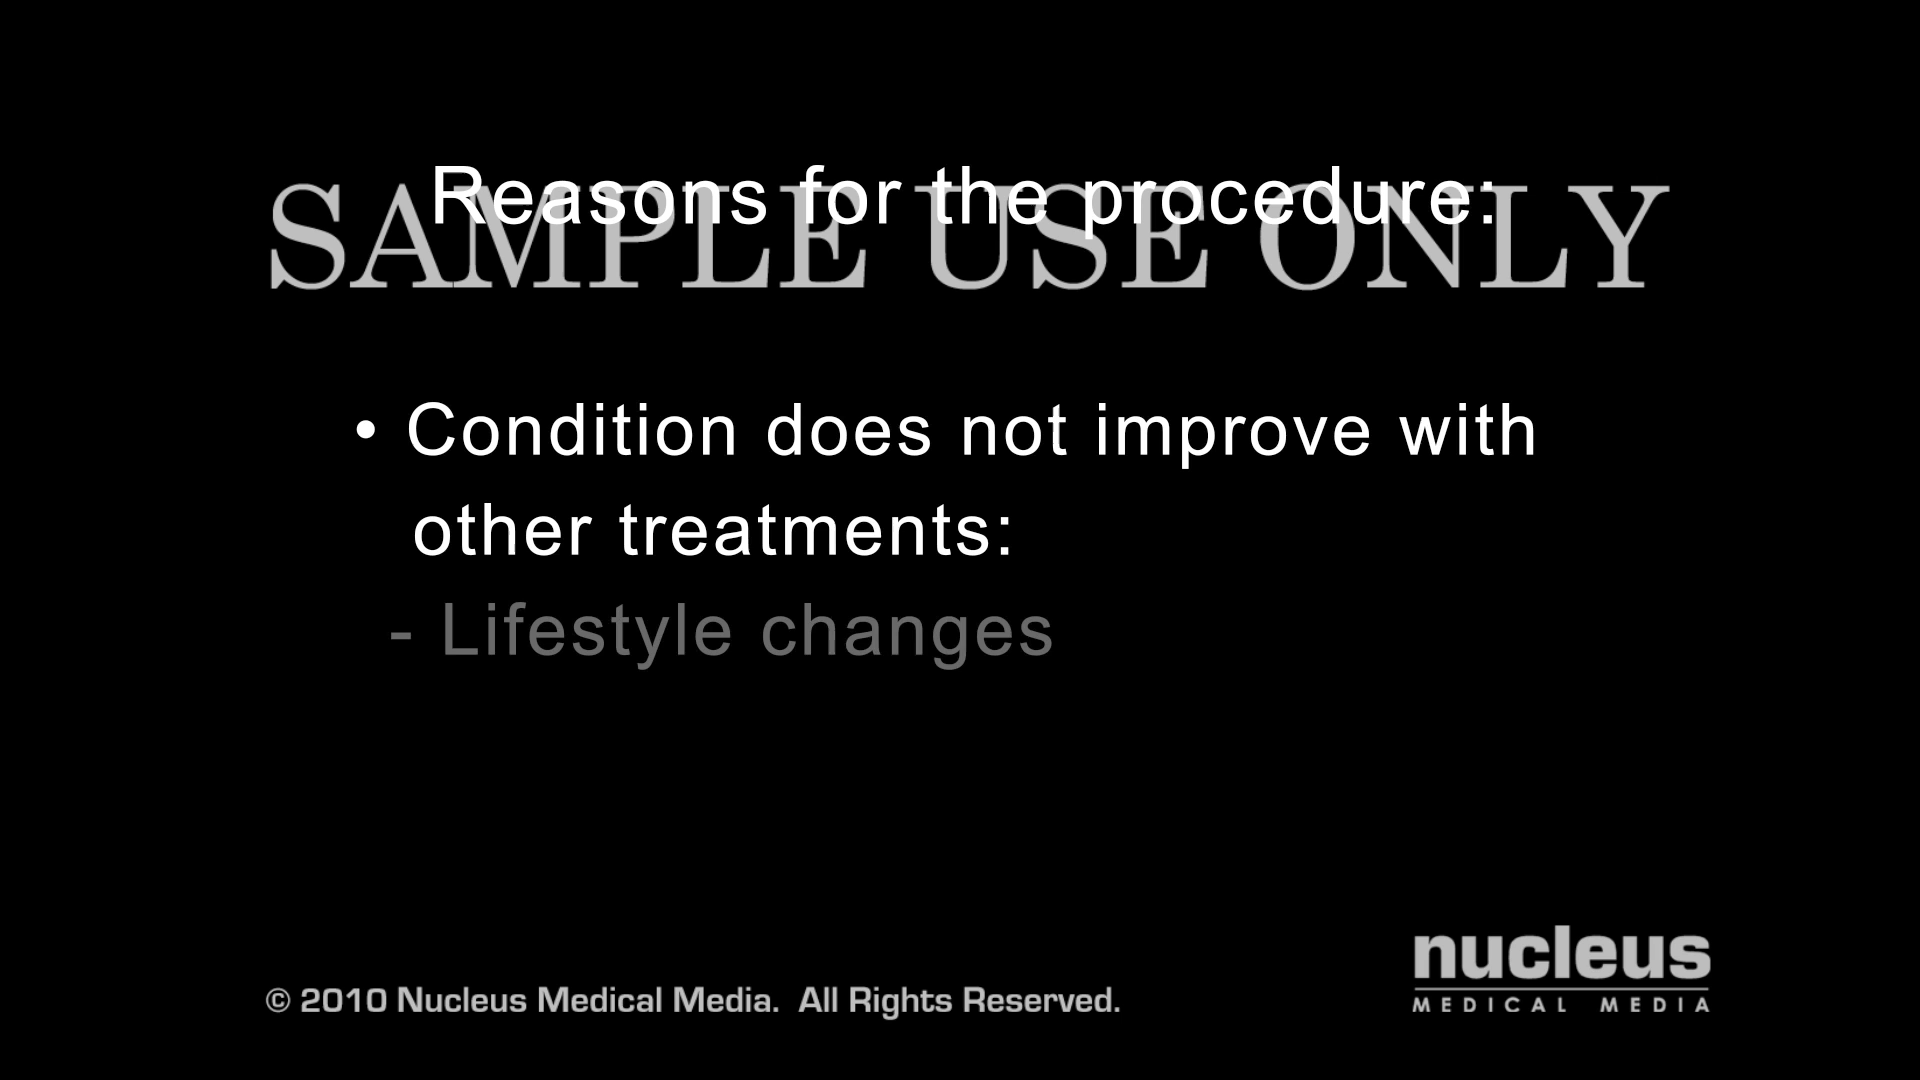 Reasons for the procedure:
SAMPLE USE ONLY
• Condition does not improve with
other treatments:
- Lifestyle changes
nucleus
MEDICAL MEDIA
© 2010 Nucleus Medical Media. All Rights Reserved.